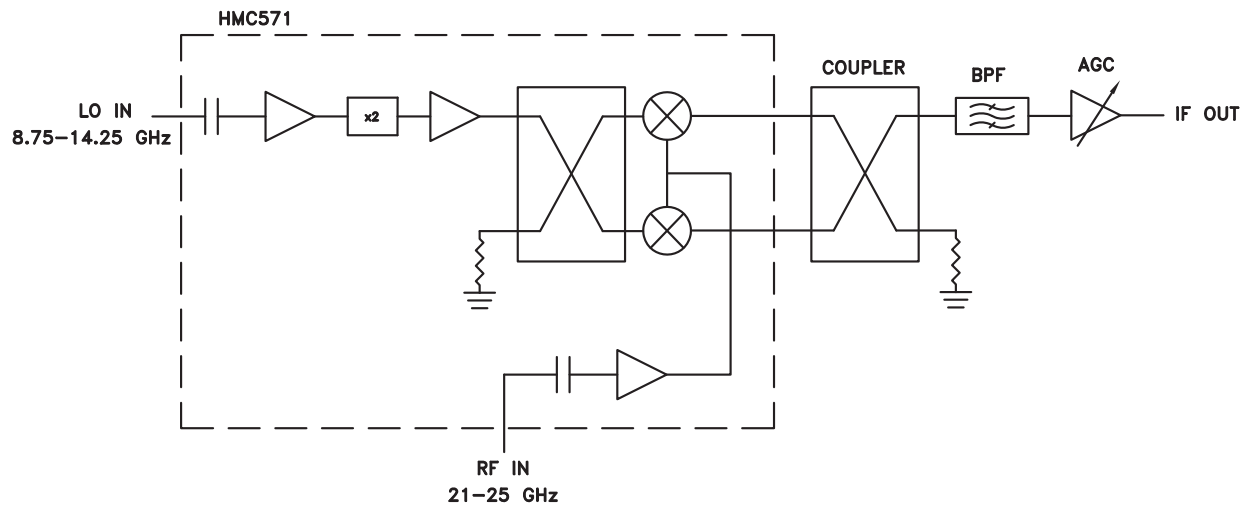 HMC571
COUPLER
BPF
AGC
LO IN
8.75–14.25 GHz
x2
IF OUT
RF IN
21–25 GHz